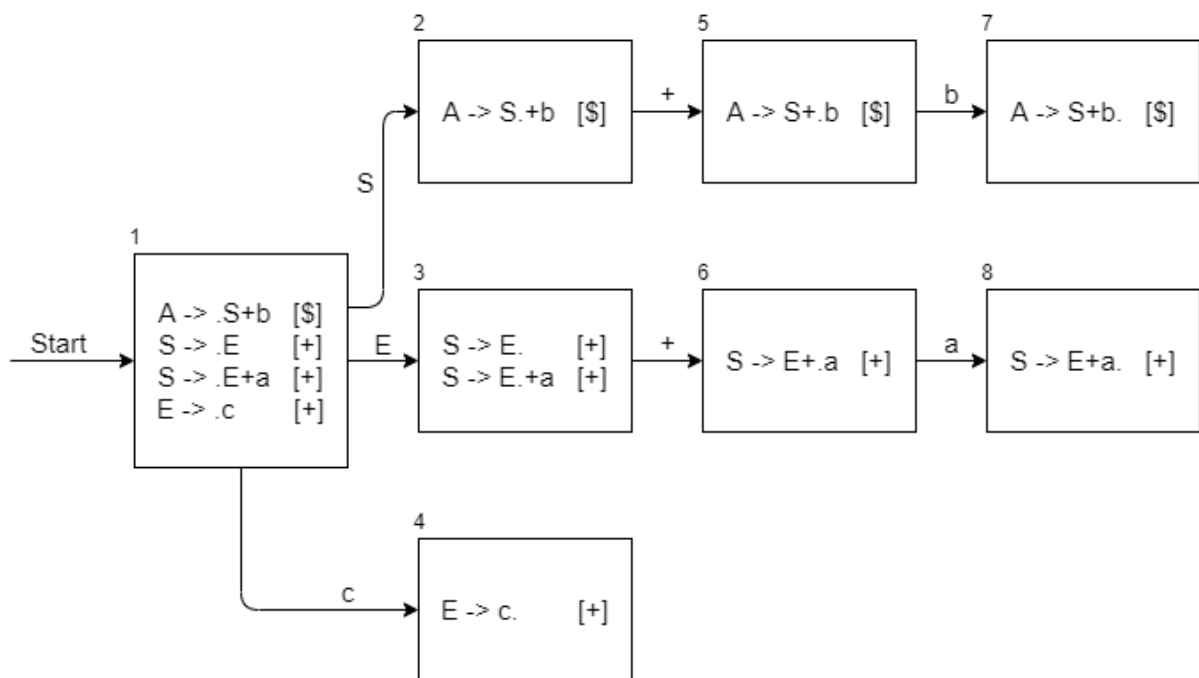 2
A -> S.+b [$]
+
5
A -> S+.b [$]
b
7
A -> S+b. [$]
S
Start
1
A -> .S+b [$]
S -> .E [+]
S -> .E+a [+]
E -> .c [+]
E
3
S -> E. [+]
S -> E.+a [+]
+
6
S -> E+.a [+]
a
8
S -> E+a. [+]
c
4
E -> c. [+]